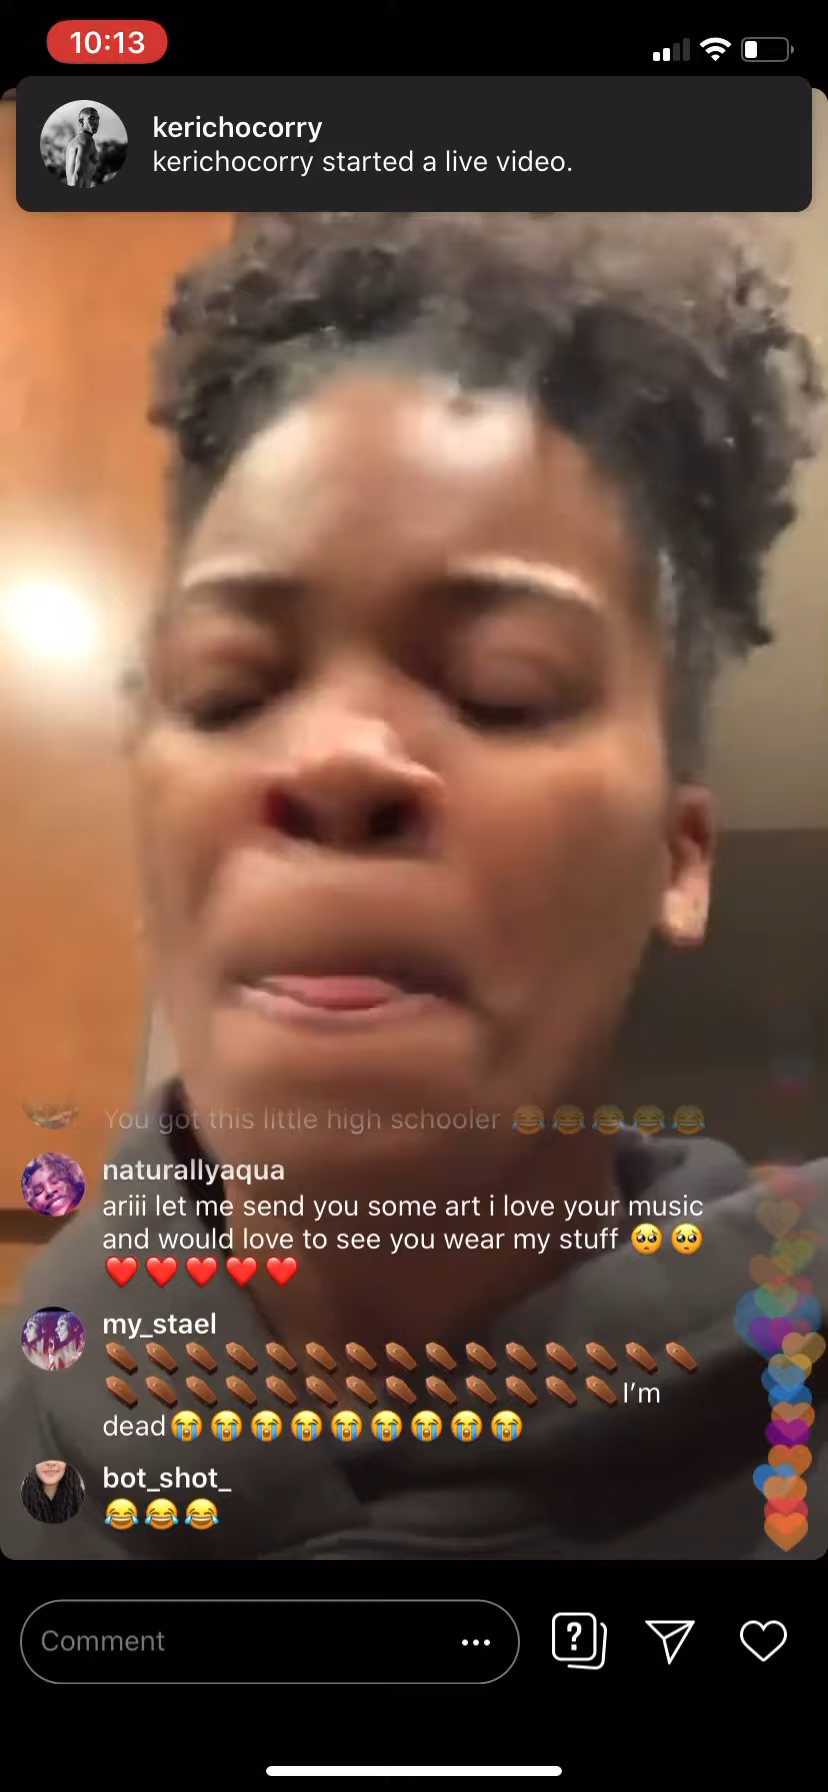 10:13
kerichocorry
kerichocorry started a live video.
You got this little high schooler 😂😂😂😂😂
naturallyaqua
ariii let me send you some art i love your music
and would love to see you wear my stuff 🥺🥺
❤️❤️❤️❤️❤️
my_stael
⚰️⚰️⚰️⚰️⚰️⚰️⚰️⚰️⚰️⚰️⚰️⚰️⚰️⚰️⚰️
⚰️⚰️⚰️⚰️⚰️⚰️⚰️⚰️⚰️⚰️⚰️⚰️⚰️I’m
dead😭😭😭😭😭😭😭😭😭
bot_shot_
😂😂😂
Comment